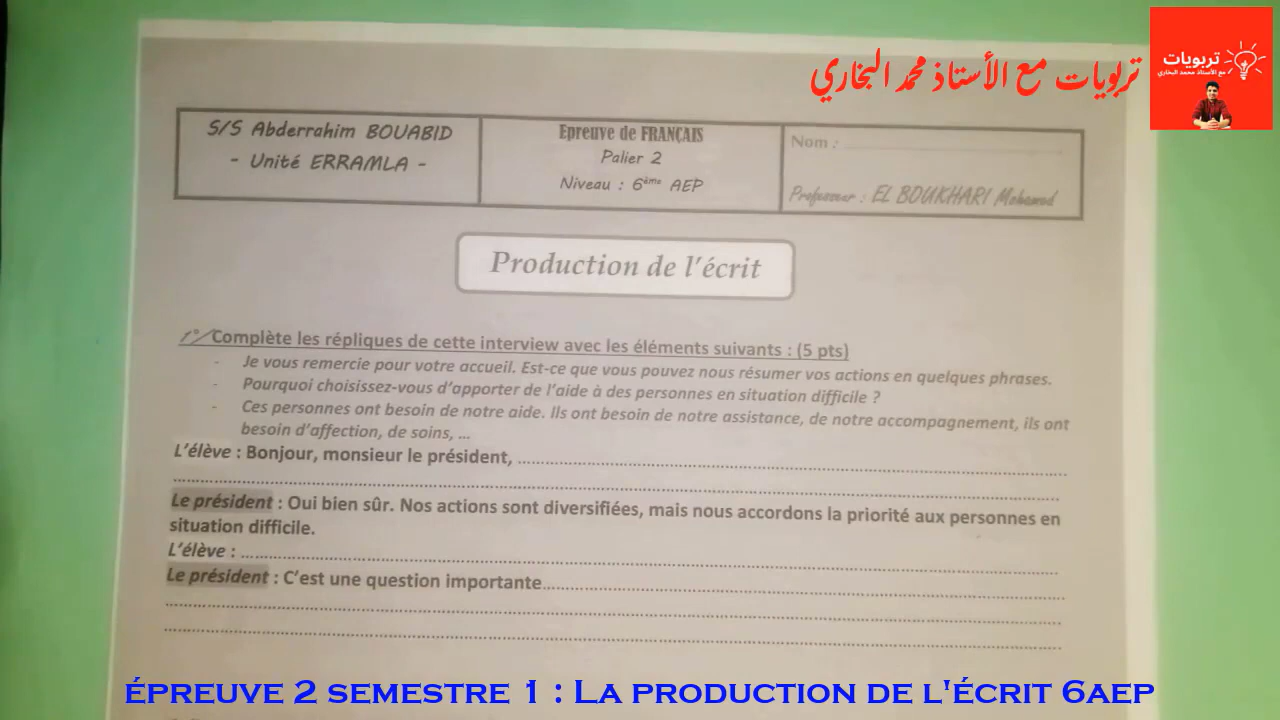 تربويات مع الأستاذ محمد البخاري
تربويات
مع الأستاذ محمد البخاري
S/S Abderrahim BOUABID
- Unité ERRAMLA -
Epreuve de FRANÇAIS
Palier 2
Niveau : 6ème AEP
Nom :
Professeur : EL BOUKHARI Mohamed
Production de l'écrit
1°/ Complète les répliques de cette interview avec les éléments suivants : (5 pts)
- Je vous remercie pour votre accueil. Est-ce que vous pouvez nous résumer vos actions en quelques phrases.
- Pourquoi choisissez-vous d'apporter de l'aide à des personnes en situation difficile ?
- Ces personnes ont besoin de notre aide. Ils ont besoin de notre assistance, de notre accompagnement, ils ont
besoin d'affection, de soins, ...
L'élève : Bonjour, monsieur le président, ...
Le président : Oui bien sûr. Nos actions sont diversifiées, mais nous accordons la priorité aux personnes en
situation difficile.
L'élève : ...
Le président : C'est une question importante...
ÉPREUVE 2 SEMESTRE 1 : LA PRODUCTION DE L'ÉCRIT 6AEP